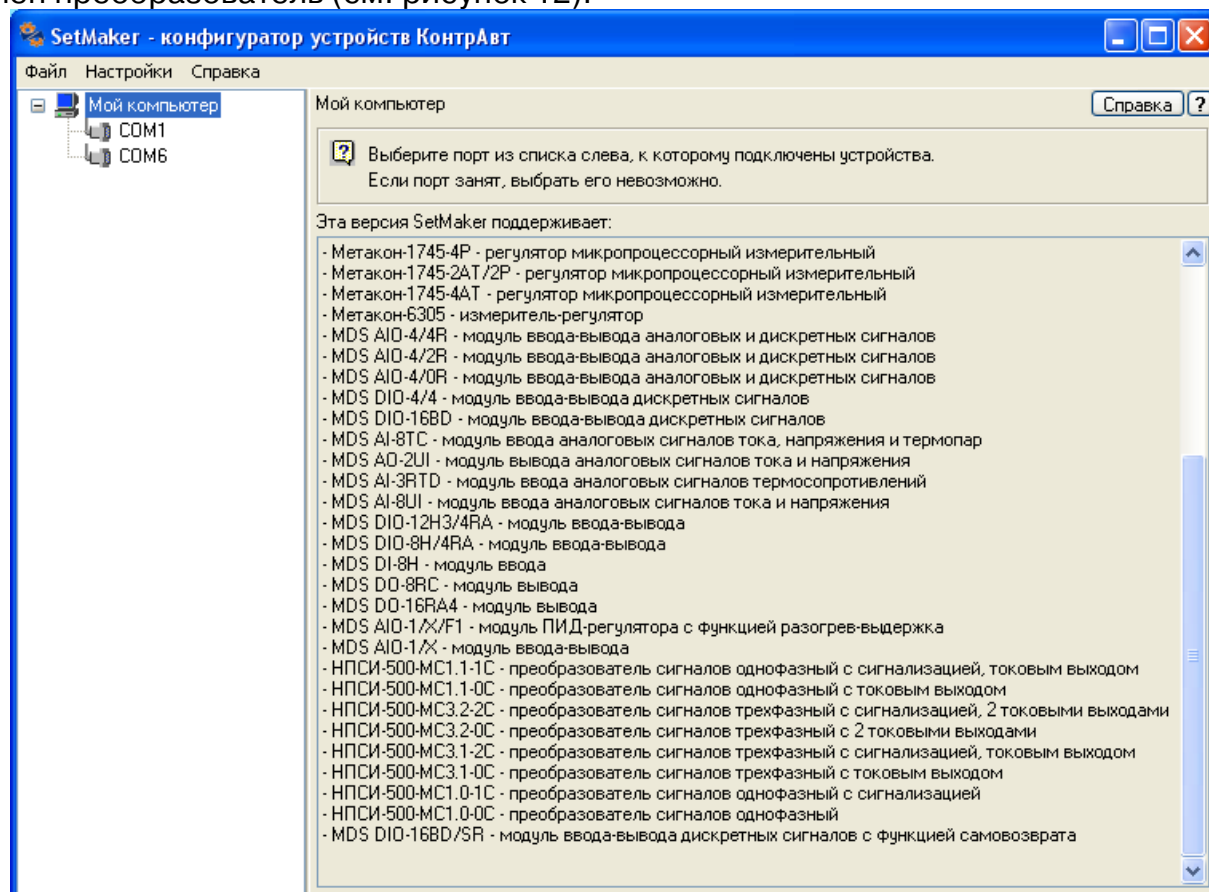 преобразователь (см. рисунок 12).
SetMaker - конфигуратор устройств КонтрАвт
Файл Настройки Справка
Мой компьютер
COM1
COM6
Мой компьютер
Справка ?
Выберите порт из списка слева, к которому подключены устройства.
Если порт занят, выбрать его невозможно.
Эта версия SetMaker поддерживает:
- Метакон-1745-4Р - регулятор микропроцессорный измерительный
- Метакон-1745-2АТ/2Р - регулятор микропроцессорный измерительный
- Метакон-1745-4АТ - регулятор микропроцессорный измерительный
- Метакон-6305 - измеритель-регулятор
- MDS AIO-4/4R - модуль ввода-вывода аналоговых и дискретных сигналов
- MDS AIO-4/2R - модуль ввода-вывода аналоговых и дискретных сигналов
- MDS AIO-4/0R - модуль ввода-вывода аналоговых и дискретных сигналов
- MDS DIO-4/4 - модуль ввода-вывода дискретных сигналов
- MDS DIO-16BD - модуль ввода-вывода дискретных сигналов
- MDS AI-8TC - модуль ввода аналоговых сигналов тока, напряжения и термопар
- MDS AO-2UI - модуль вывода аналоговых сигналов тока и напряжения
- MDS AI-3RTD - модуль ввода аналоговых сигналов термосопротивлений
- MDS AI-8UI - модуль ввода аналоговых сигналов тока и напряжения
- MDS DIO-12H3/4RA - модуль ввода-вывода
- MDS DIO-8H/4RA - модуль ввода-вывода
- MDS DI-8H - модуль ввода
- MDS DO-8RC - модуль вывода
- MDS DO-16RA4 - модуль вывода
- MDS AIO-1/X/F1 - модуль ПИД-регулятора с функцией разогрев-выдержка
- MDS AIO-1/X - модуль ввода-вывода
- НПСИ-500-МС1.1-1С - преобразователь сигналов однофазный с сигнализацией, токовым выходом
- НПСИ-500-МС1.1-0С - преобразователь сигналов однофазный с токовым выходом
- НПСИ-500-МС3.2-2С - преобразователь сигналов трехфазный с сигнализацией, 2 токовыми выходами
- НПСИ-500-МС3.2-0С - преобразователь сигналов трехфазный с 2 токовыми выходами
- НПСИ-500-МС3.1-2С - преобразователь сигналов трехфазный с сигнализацией, токовым выходом
- НПСИ-500-МС3.1-0С - преобразователь сигналов трехфазный с токовым выходом
- НПСИ-500-МС1.0-1С - преобразователь сигналов однофазный с сигнализацией
- НПСИ-500-МС1.0-0С - преобразователь сигналов однофазный
- MDS DIO-16BD/SR - модуль ввода-вывода дискретных сигналов с функцией самовозврата